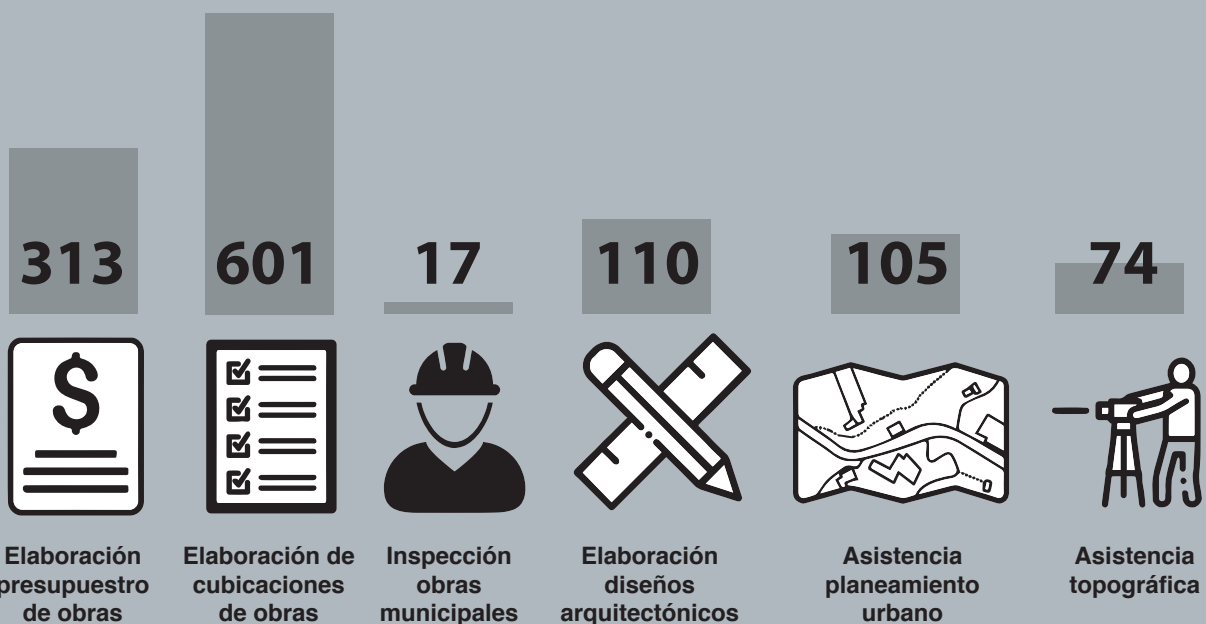 313
601
17
110
105
74
$
Elaboración
presupuestro
de obras
Elaboración de
cubicaciones
de obras
Inspección
obras
municipales
Elaboración
diseños
arquitectónicos
Asistencia
planeamiento
urbano
Asistencia
topográfica